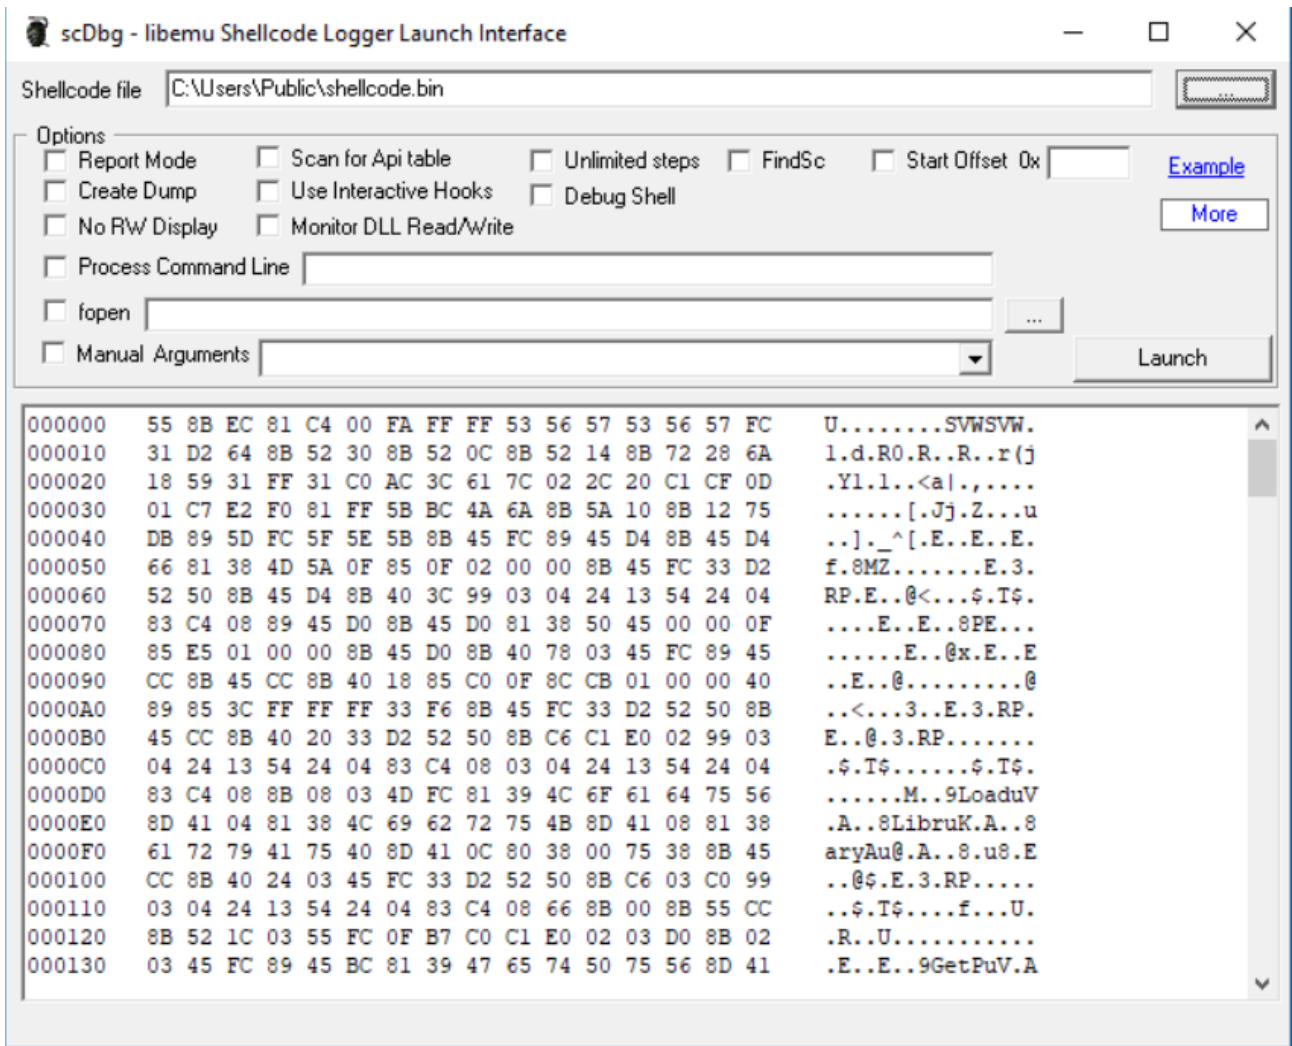 scDbg - libemu Shellcode Logger Launch Interface
Shellcode file C:\Users\Public\shellcode.bin ...
Options
Report Mode Scan for Api table Unlimited steps FindSc Start Offset 0x Example
Create Dump Use Interactive Hooks Debug Shell
No RW Display Monitor DLL Read/Write More
Process Command Line
fopen ...
Manual Arguments Launch
000000 55 8B EC 81 C4 00 FA FF FF 53 56 57 53 56 57 FC U........SVWSVW.
000010 31 D2 64 8B 52 30 8B 52 0C 8B 52 14 8B 72 28 6A 1.d.R0.R..R..r(j
000020 18 59 31 FF 31 C0 AC 3C 61 7C 02 2C 20 C1 CF 0D .Y1.1..<a|.,....
000030 01 C7 E2 F0 81 FF 5B BC 4A 6A 8B 5A 10 8B 12 75 ......[.Jj.Z...u
000040 DB 89 5D FC 5F 5E 5B 8B 45 FC 89 45 D4 8B 45 D4 ..]._^[.E..E..E.
000050 66 81 38 4D 5A 0F 85 0F 02 00 00 8B 45 FC 33 D2 f.8MZ.......E.3.
000060 52 50 8B 45 D4 8B 40 3C 99 03 04 24 13 54 24 04 RP.E..@<...$.T$.
000070 83 C4 08 89 45 D0 8B 45 D0 81 38 50 45 00 00 0F ....E..E..8PE...
000080 85 E5 01 00 00 8B 45 D0 8B 40 78 03 45 FC 89 45 ......E..@x.E..E
000090 CC 8B 45 CC 8B 40 18 85 C0 0F 8C CB 01 00 00 40 ..E..@.........@
0000A0 89 85 3C FF FF FF 33 F6 8B 45 FC 33 D2 52 50 8B ..<...3..E.3.RP.
0000B0 45 CC 8B 40 20 33 D2 52 50 8B C6 C1 E0 02 99 03 E..@.3.RP.......
0000C0 04 24 13 54 24 04 83 C4 08 03 04 24 13 54 24 04 .$.T$......$.T$.
0000D0 83 C4 08 8B 08 03 4D FC 81 39 4C 6F 61 64 75 56 ......M..9LoaduV
0000E0 8D 41 04 81 38 4C 69 62 72 75 4B 8D 41 08 81 38 .A..8LibruK.A..8
0000F0 61 72 79 41 75 40 8D 41 0C 80 38 00 75 38 8B 45 aryAu@.A..8.u8.E
000100 CC 8B 40 24 03 45 FC 33 D2 52 50 8B C6 03 C0 99 ..@$.E.3.RP.....
000110 03 04 24 13 54 24 04 83 C4 08 66 8B 00 8B 55 CC ..$.T$....f...U.
000120 8B 52 1C 03 55 FC 0F B7 C0 C1 E0 02 03 D0 8B 02 .R..U...........
000130 03 45 FC 89 45 BC 81 39 47 65 74 50 75 56 8D 41 .E..E..9GetPuV.A